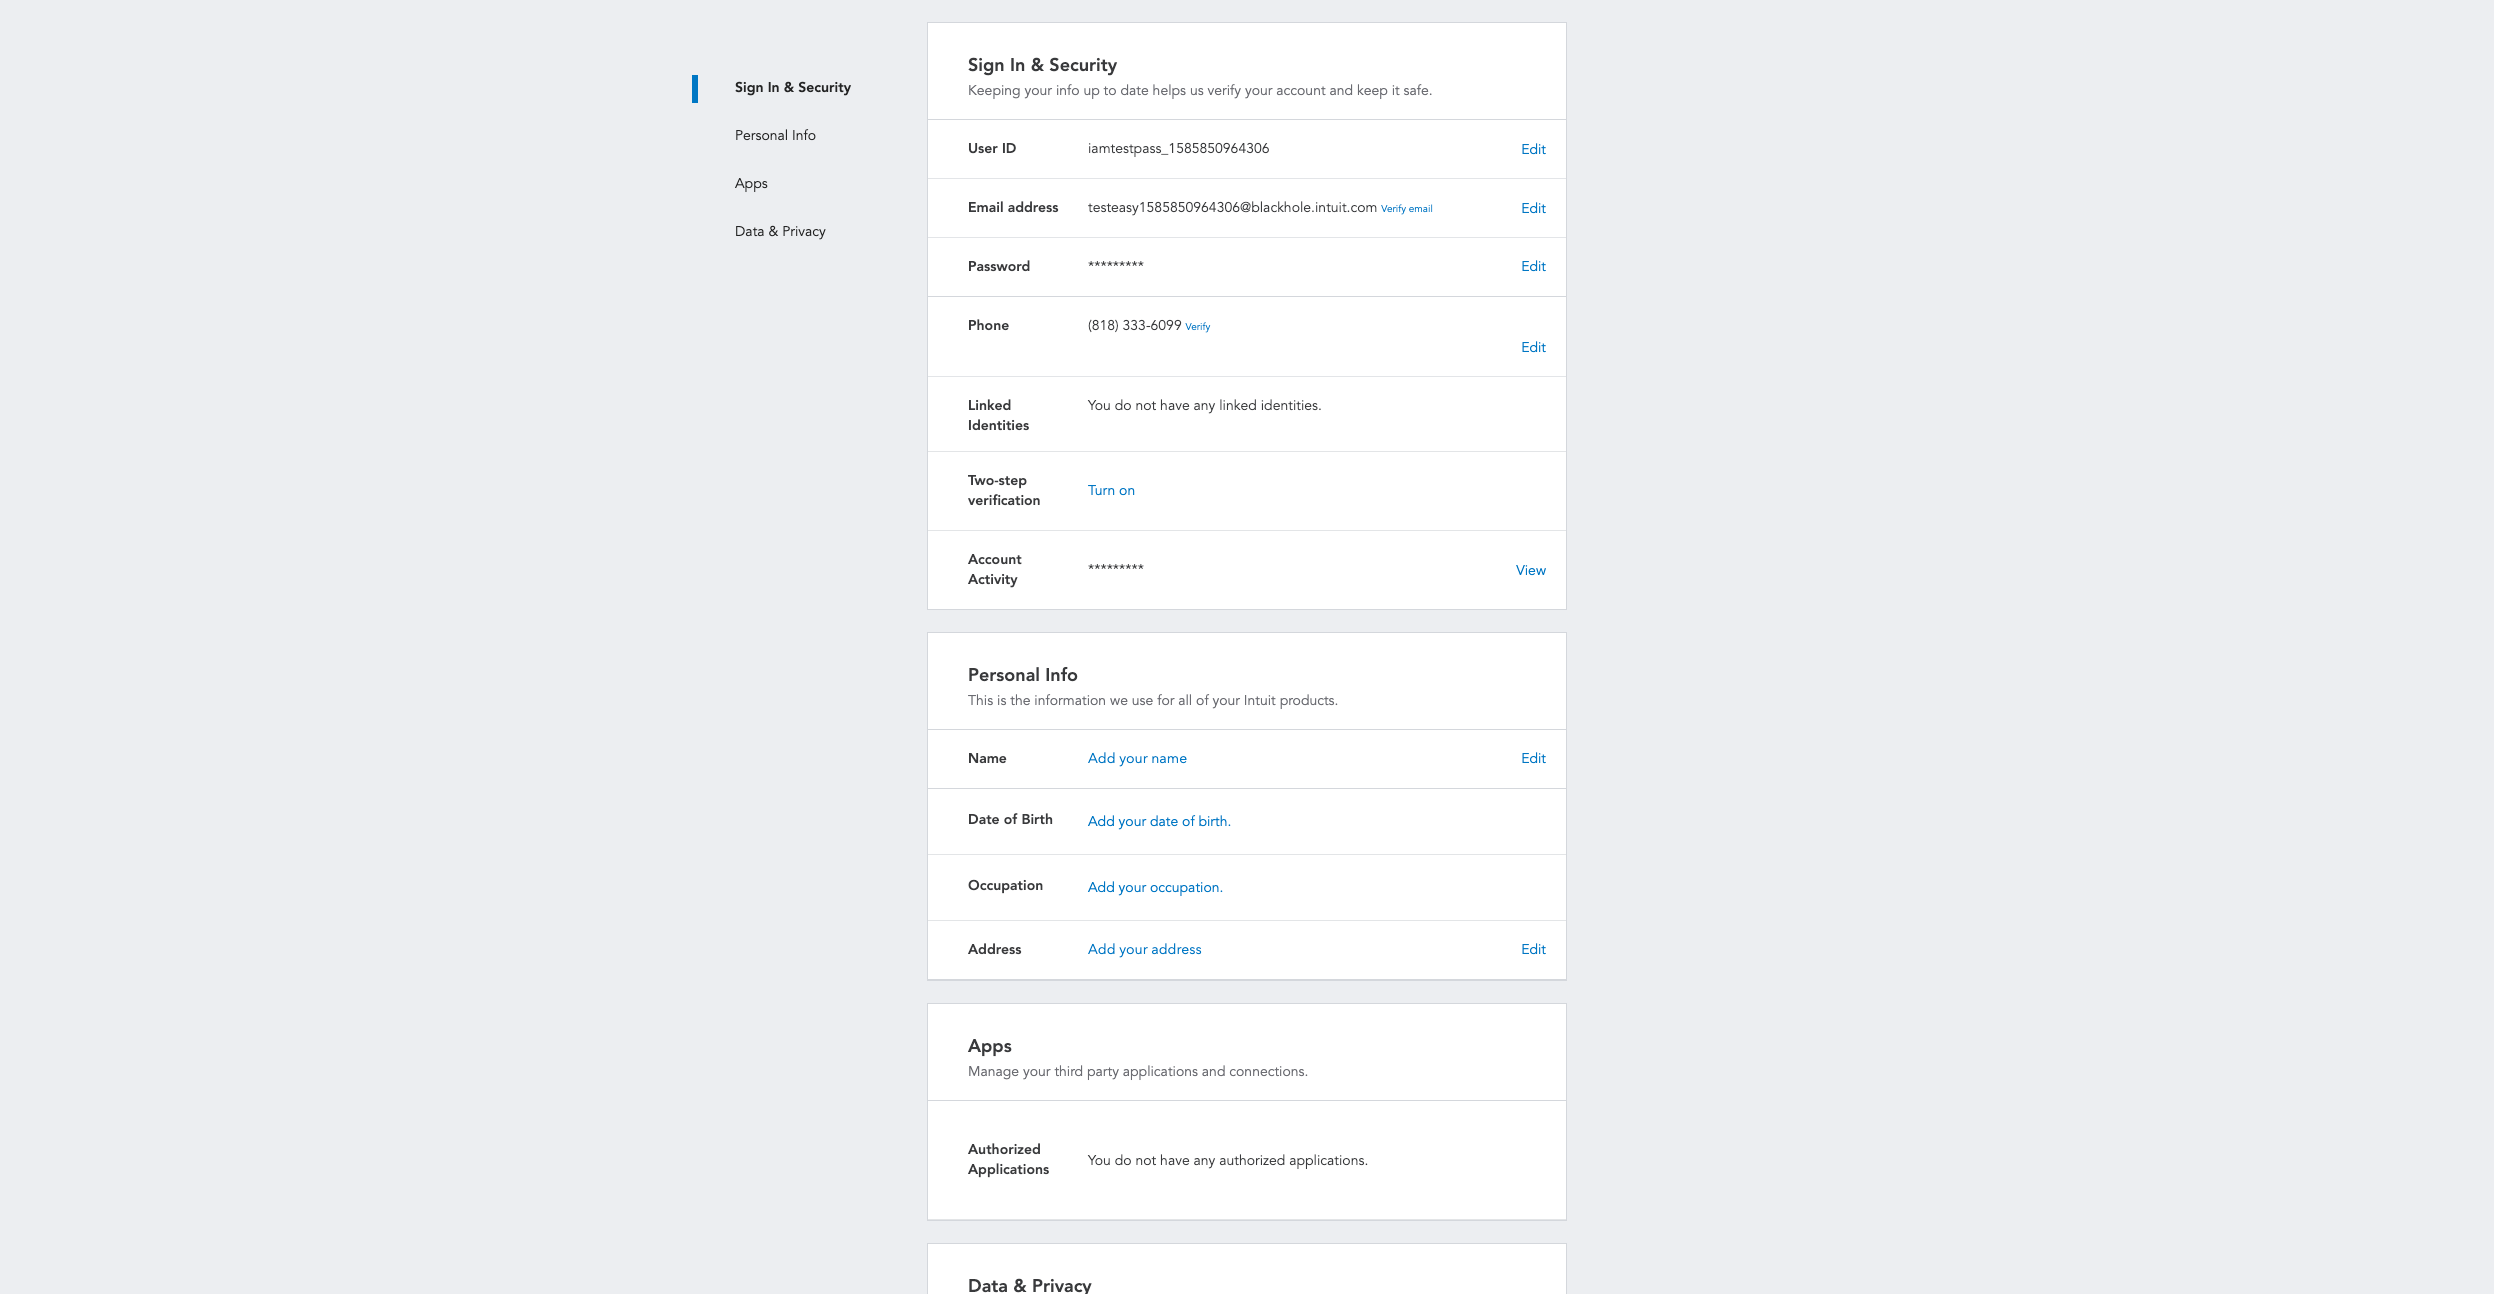 Sign In & Security
Personal Info
Apps
Data & Privacy
Sign In & Security
Keeping your info up to date helps us verify your account and keep it safe.
User ID iamtestpass_1585850964306 Edit
Email address testeasy1585850964306@blackhole.intuit.com Verify email Edit
Password ********* Edit
Phone (818) 333-6099 Verify
Edit
Linked You do not have any linked identities.
Identities
Two-step
verification
Turn on
Account
Activity
********* View
Personal Info
This is the information we use for all of your Intuit products.
Name Add your name Edit
Date of Birth Add your date of birth.
Occupation Add your occupation.
Address Add your address Edit
Apps
Manage your third party applications and connections.
Authorized
Applications
You do not have any authorized applications.
Data & Privacy